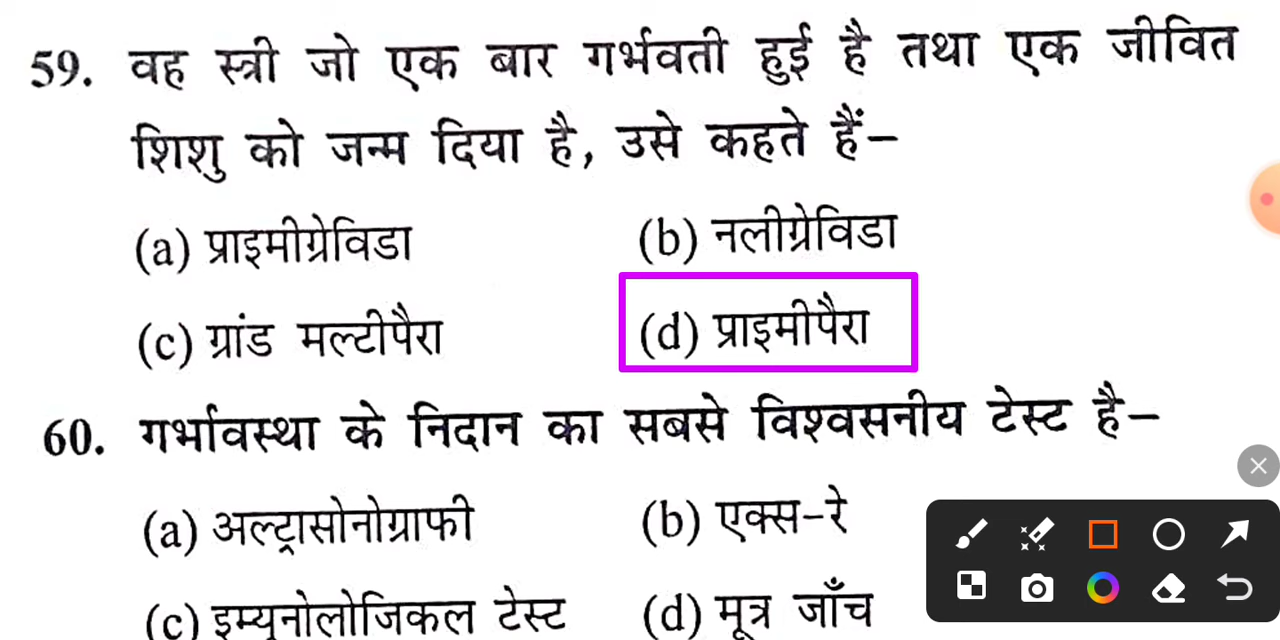 59. वह स्त्री जो एक बार गर्भवती हुई है तथा एक जीवित
शिशु को जन्म दिया है, उसे कहते हैं–
(a) प्राइमीग्रेविडा (b) नलीग्रेविडा
(c) ग्रांड मल्टीपैरा (d) प्राइमीपैरा
60. गर्भावस्था के निदान का सबसे विश्वसनीय टेस्ट है–
(a) अल्ट्रासोनोग्राफी (b) एक्स-रे
(c) इम्यूनोलोजिकल टेस्ट (d) मूत्र जाँच